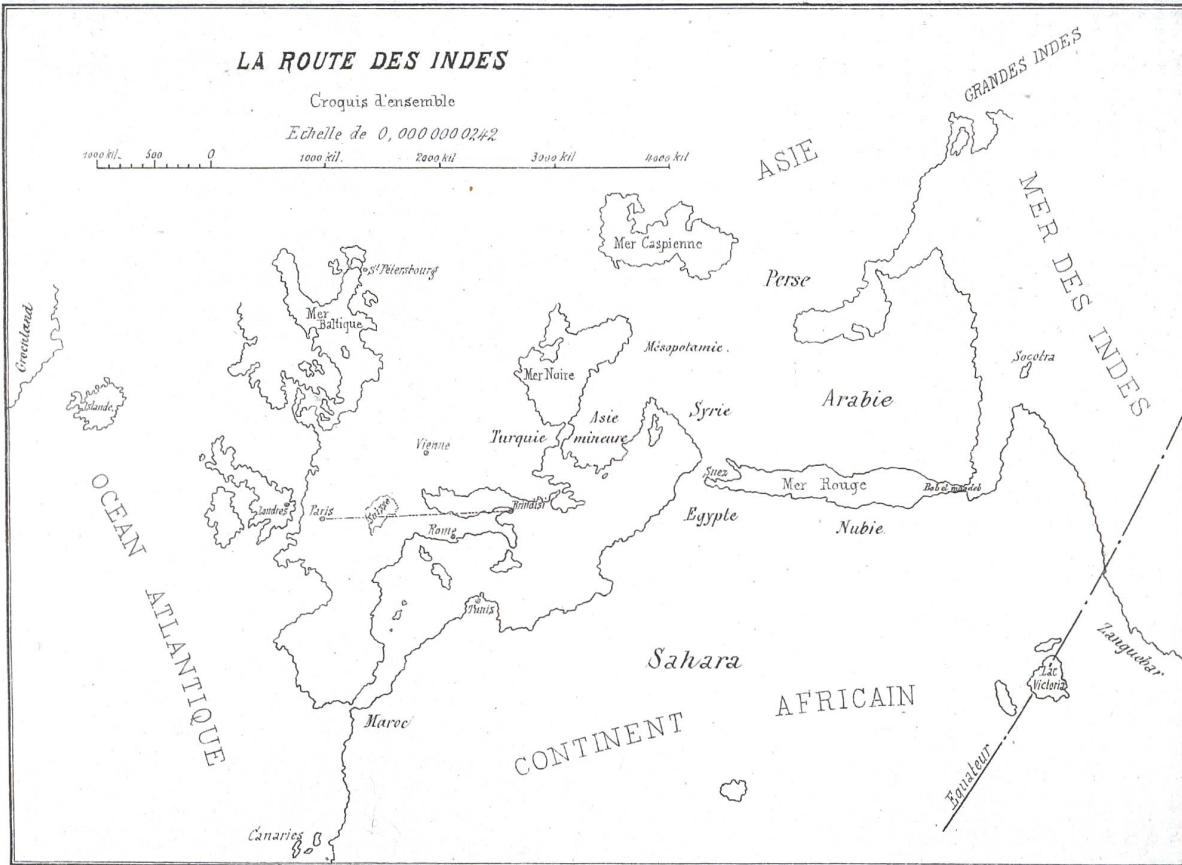 LA ROUTE DES INDES
Croquis d'ensemble
Echelle de 0,0000000242
1000 kil. 500 0 1000 kil. 2000 kil 3000 kil 4000 kil
GRANDES INDES
ASIE
MER DES INDES
Mer Caspienne
St Pétersbourg
Perse
Mer Baltique
Groenland
Mésopotamie.
Socotra
Mer Noire
Islande
Arabie
Syrie
Asie mineure
Turquie
Vienne
Suez
Mer Rouge
Bab el mandeb
Londres
Paris
Suisse
Brindisi
Egypte
Nubie
Rome
OCEAN ATLANTIQUE
Tunis
Zanguebar
Sahara
Lac Victoria
CONTINENT AFRICAIN
Maroc
Equateur
Canaries